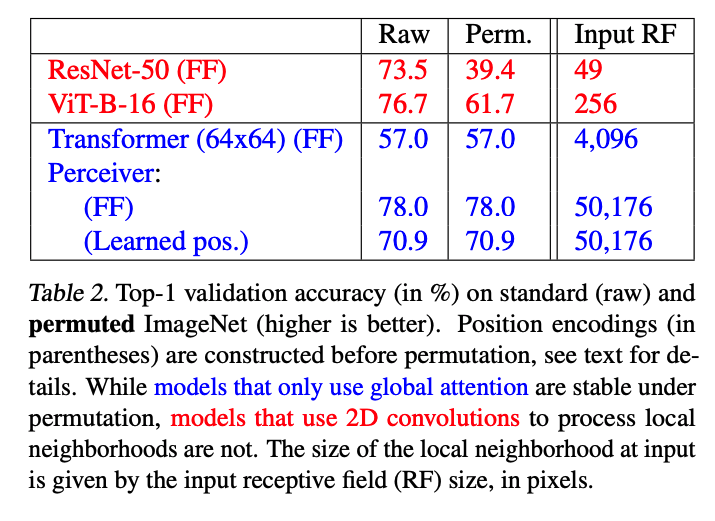 Raw Perm. Input RF
ResNet-50 (FF) 73.5 39.4 49
ViT-B-16 (FF) 76.7 61.7 256
Transformer (64x64) (FF) 57.0 57.0 4,096
Perceiver:
(FF) 78.0 78.0 50,176
(Learned pos.) 70.9 70.9 50,176
Table 2. Top-1 validation accuracy (in %) on standard (raw) and
permuted ImageNet (higher is better). Position encodings (in
parentheses) are constructed before permutation, see text for de-
tails. While models that only use global attention are stable under
permutation, models that use 2D convolutions to process local
neighborhoods are not. The size of the local neighborhood at input
is given by the input receptive field (RF) size, in pixels.